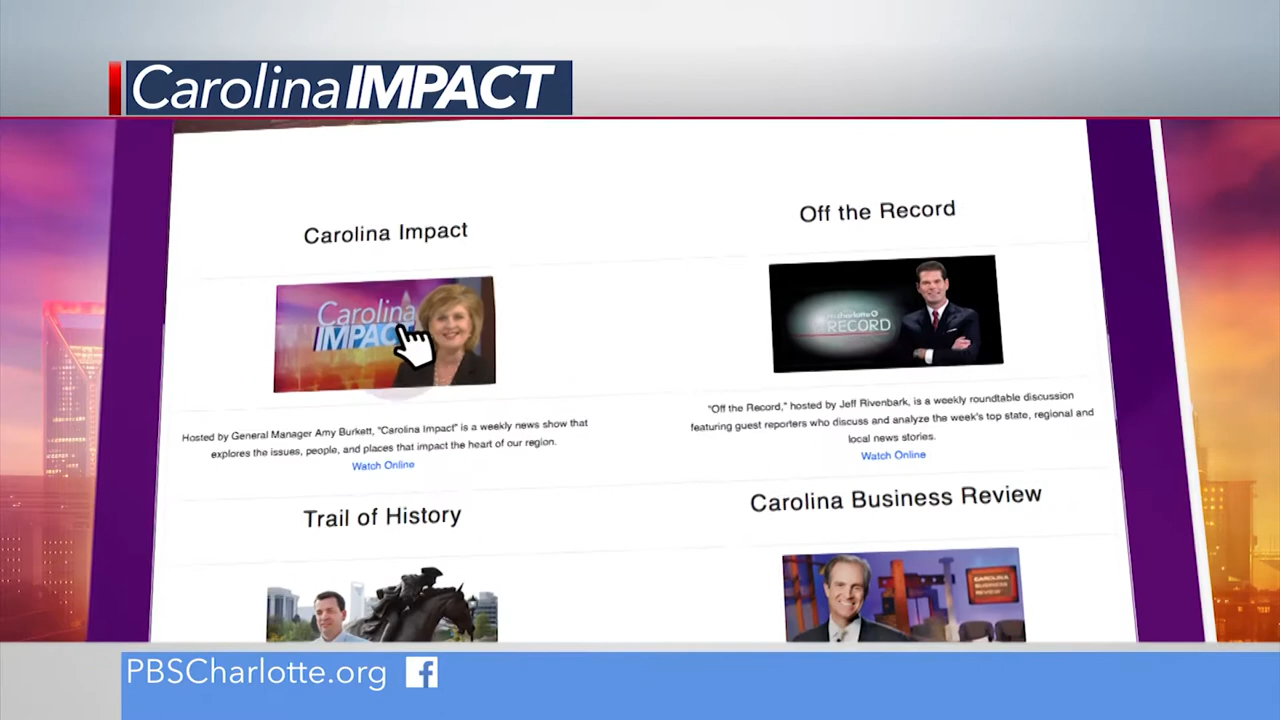 Carolina IMPACT
Carolina Impact
Off the Record
Carolina
IMPACT
RECORD
Hosted by General Manager Amy Burkett, "Carolina Impact" is a weekly news show that
explores the issues, people, and places that impact the heart of our region.
Watch Online
"Off the Record," hosted by Jeff Rivenbark, is a weekly roundtable discussion
featuring guest reporters who discuss and analyze the week's top state, regional and
local news stories.
Watch Online
Trail of History
Carolina Business Review
CAROLINA
BUSINESS
REVIEW
PBSCharlotte.org